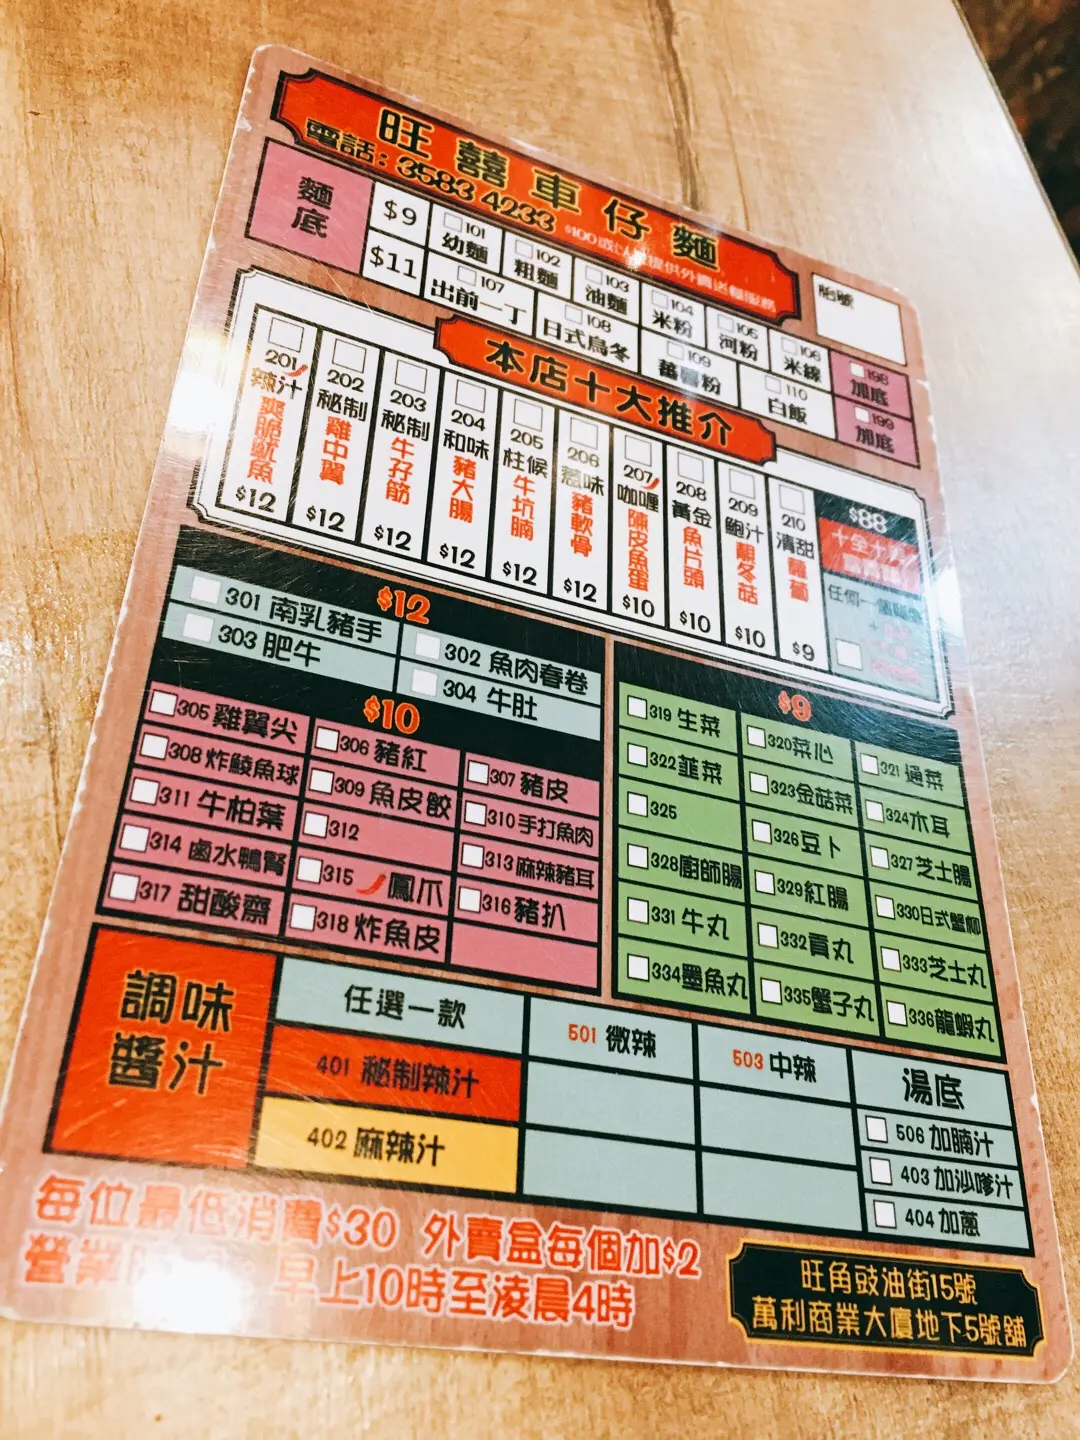 旺囍車仔麵
電話：3583 4233
檯號
麵底
$9
101 幼麵
102 粗麵
103 油麵
104 米粉
105 河粉
106 米線
198 加底
$11
107 出前一丁
108 日式烏冬
109 蕃薯粉
110 白飯
199 加底
本店十大推介
201 辣汁爽脆魷魚 $12
202 秘制雞中翼 $12
203 秘制牛孖筋 $12
204 和味豬大腸 $12
205 柱候牛坑腩 $12
206 蔥味豬軟骨 $12
207 咖喱陳皮魚蛋 $10
208 黃金魚片頭 $10
209 鮑汁冬菇 $10
210 清甜蘿蔔 $9
$88
$12
301 南乳豬手
302 魚肉春卷
303 肥牛
304 牛肚
$10
305 雞翼尖
306 豬紅
307 豬皮
308 炸鯪魚球
309 魚皮餃
310 手打魚肉
311 牛柏葉
312
313 麻辣豬耳
314 鹵水鴨腎
315 鳳爪
316 豬扒
317 甜酸齋
318 炸魚皮
$9
319 生菜
320 菜心
321 通菜
322 韮菜
323 金菇菜
324 木耳
325
326 豆卜
327 芝士腸
328 廚師腸
329 紅腸
330 日式蟹柳
331 牛丸
332 貢丸
333 芝士丸
334 墨魚丸
335 蟹子丸
336 龍蝦丸
調味醬汁
任選一款
401 秘制辣汁
402 麻辣汁
501 微辣
503 中辣
湯底
506 加腩汁
403 加沙嗲汁
404 加蔥
每位最低消費$30 外賣盒每個加$2
營業 早上10時至凌晨4時
旺角豉油街15號
萬利商業大廈地下5號舖